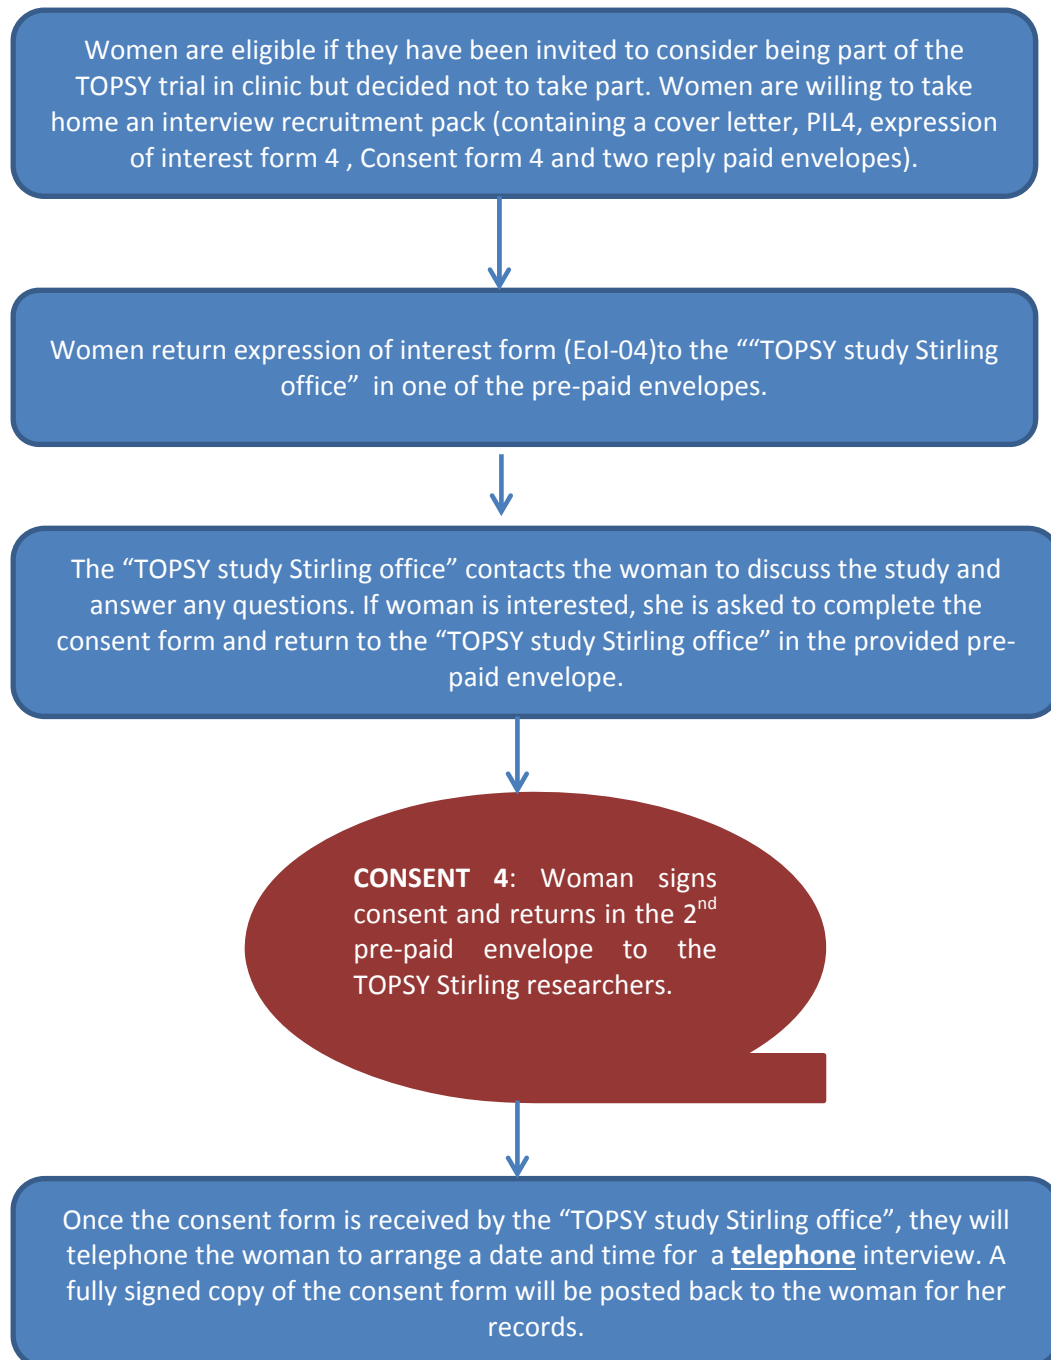 Women are eligible if they have been invited to consider being part of the
TOPSY trial in clinic but decided not to take part. Women are willing to take
home an interview recruitment pack (containing a cover letter, PIL4, expression
of interest form 4 , Consent form 4 and two reply paid envelopes).
Women return expression of interest form (EoI-04)to the ““TOPSY study Stirling
office” in one of the pre-paid envelopes.
The “TOPSY study Stirling office” contacts the woman to discuss the study and
answer any questions. If woman is interested, she is asked to complete the
consent form and return to the “TOPSY study Stirling office” in the provided pre-
paid envelope.
CONSENT 4: Woman signs
consent and returns in the 2nd
pre-paid envelope to the
TOPSY Stirling researchers.
Once the consent form is received by the “TOPSY study Stirling office”, they will
telephone the woman to arrange a date and time for a telephone interview. A
fully signed copy of the consent form will be posted back to the woman for her
records.